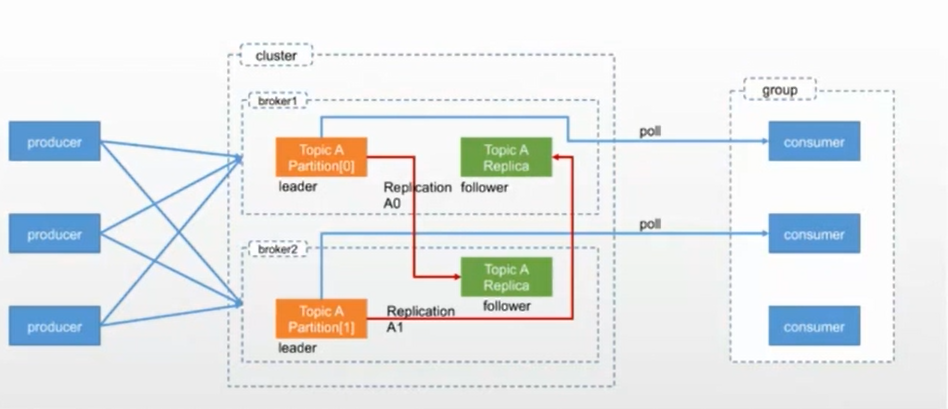 cluster
group
broker1
producer
Topic A
Partition[0]
leader
Replication
A0
Topic A
Replica
follower
poll
consumer
producer
poll
consumer
broker2
Topic A
Replica
follower
producer
Topic A
Partition[1]
leader
Replication
A1
consumer